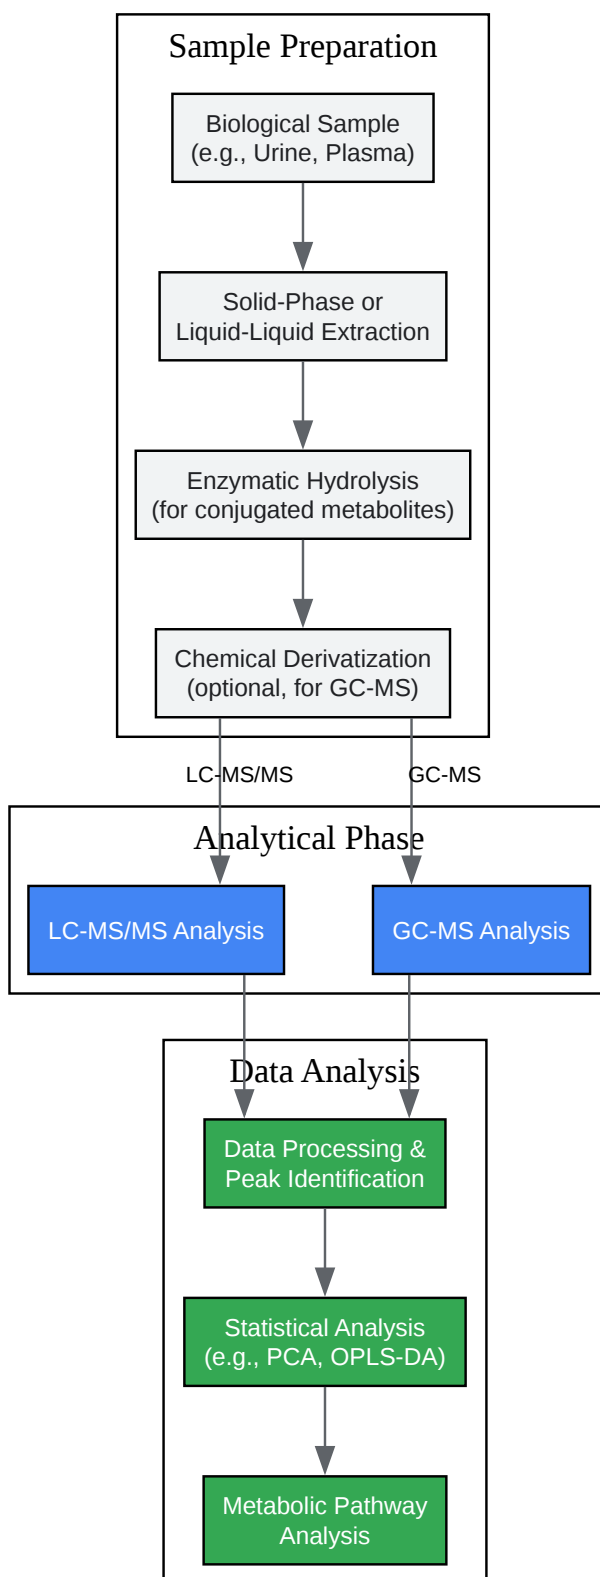 Sample Preparation
Biological Sample
(e.g., Urine, Plasma)
Solid-Phase or
Liquid-Liquid Extraction
Enzymatic Hydrolysis
(for conjugated metabolites)
Chemical Derivatization
(optional, for GC-MS)
LC-MS/MS
GC-MS
Analytical Phase
LC-MS/MS Analysis
GC-MS Analysis
Data Analysis
Data Processing &
Peak Identification
Statistical Analysis
(e.g., PCA, OPLS-DA)
Metabolic Pathway
Analysis